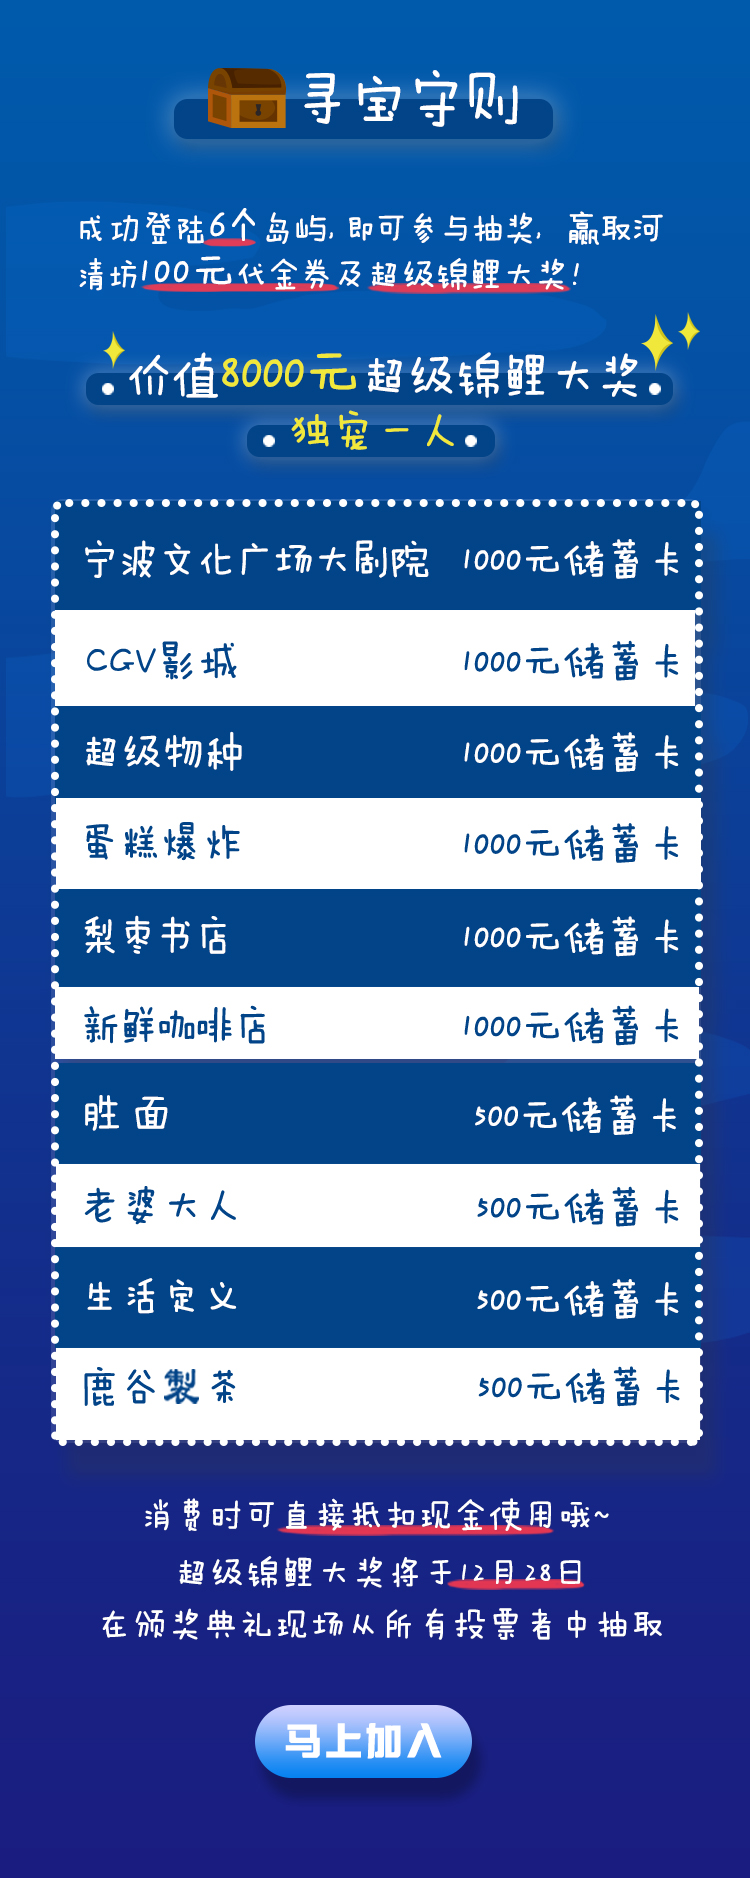 寻宝守则
成功登陆6个岛屿, 即可参与抽奖, 赢取河
清坊100元代金券及超级锦鲤大奖!
价值8000元超级锦鲤大奖
独宠一人
宁波文化广场大剧院 1000元储蓄卡
CGV影城 1000元储蓄卡
超级物种 1000元储蓄卡
蛋糕爆炸 1000元储蓄卡
梨枣书店 1000元储蓄卡
新鲜咖啡店 1000元储蓄卡
胜面 500元储蓄卡
老婆大人 500元储蓄卡
生活定义 500元储蓄卡
鹿谷製茶 500元储蓄卡
消费时可直接抵扣现金使用哦~
超级锦鲤大奖将于12月28日
在颁奖典礼现场从所有投票者中抽取
马上加入